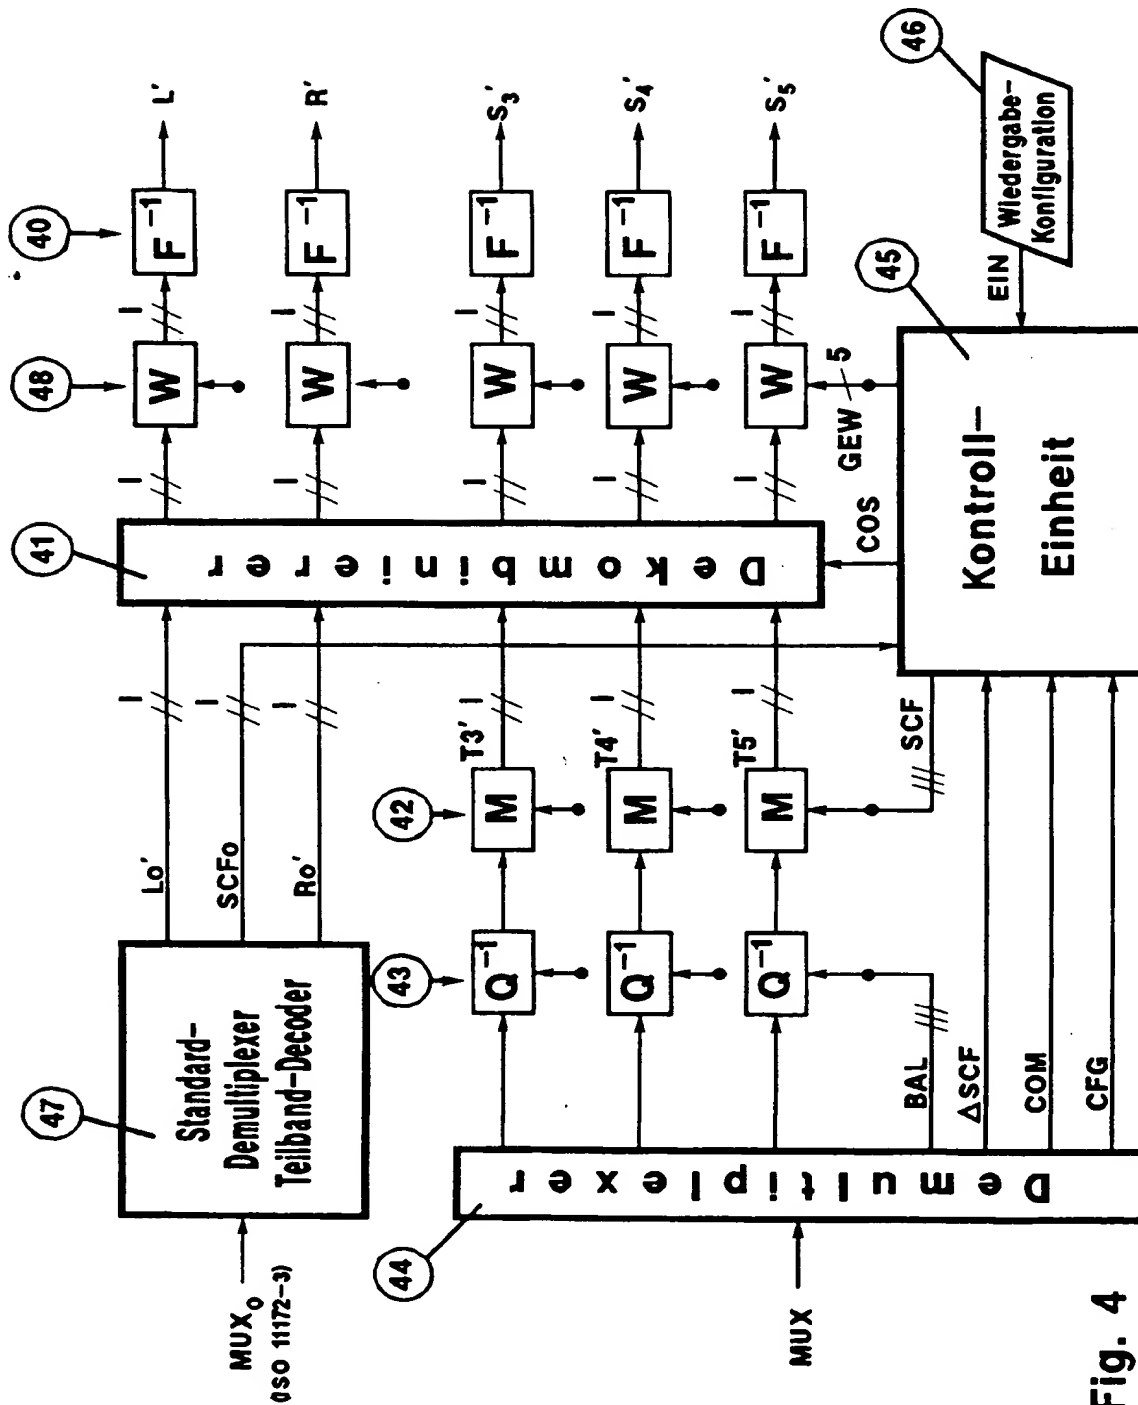 MUX0
(ISO 11172-3)
47
Standard-
Demultiplexer
Teilband-Decoder
Lo'
SCFo
Ro'
I
I
I
41
Dekombinierer
I
I
I
I
I
48
W
W
W
W
W
I
I
I
I
I
40
F-1
F-1
F-1
F-1
F-1
L'
R'
S3'
S4'
S5'
MUX
44
Demultiplexer
43
Q-1
Q-1
Q-1
42
M
M
M
T3'
T4'
T5'
I
I
I
BAL
ΔSCF
COM
CFG
SCF
COS
GEW
5
45
Kontroll-
Einheit
EIN
46
Wiedergabe-
Konfiguration
Fig. 4